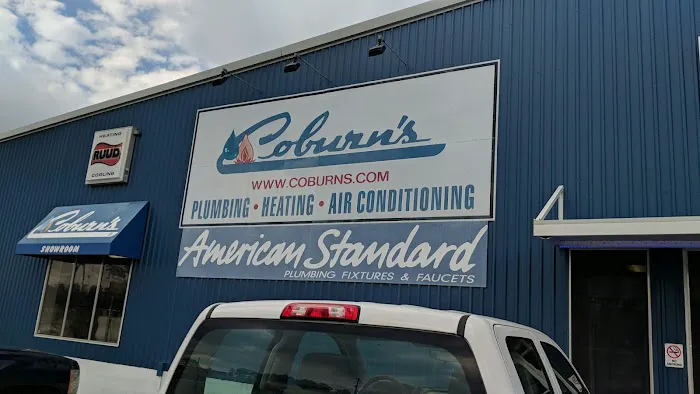 HEATING
RUUD
COOLING
Coburn's
SHOWROOM
Coburn's
WWW.COBURNS.COM
PLUMBING • HEATING • AIR CONDITIONING
American Standard
PLUMBING FIXTURES & FAUCETS